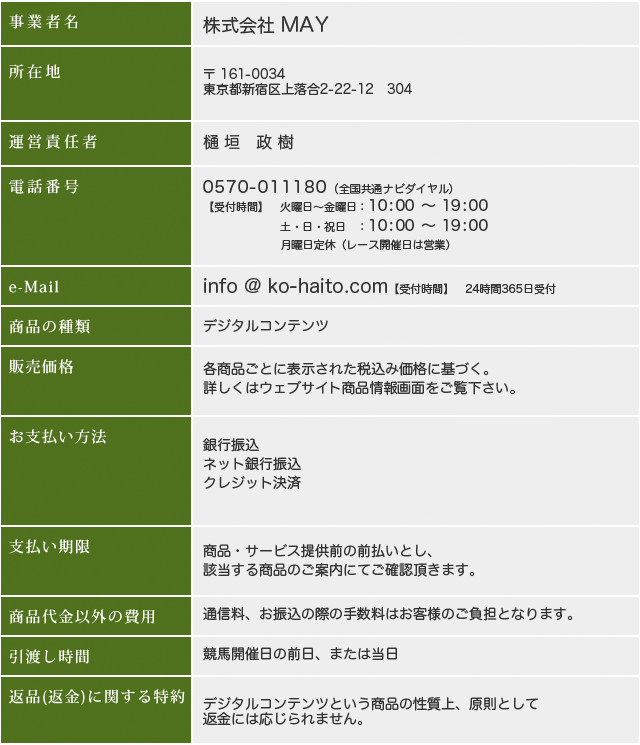 事業者名
株式会社 MAY
所在地
〒 161-0034
東京都新宿区上落合2-22-12　304
運営責任者
樋 垣　政 樹
電話番号
0570-011180（全国共通ナビダイヤル）
【受付時間】　火曜日～金曜日：10:00 ～ 19:00
土・日・祝日　：10:00 ～ 19:00
月曜日定休（レース開催日は営業）
e-Mail
info @ ko-haito.com【受付時間】　24時間365日受付
商品の種類
デジタルコンテンツ
販売価格
各商品ごとに表示された税込み価格に基づく。
詳しくはウェブサイト商品情報画面をご覧下さい。
お支払い方法
銀行振込
ネット銀行振込
クレジット決済
支払い期限
商品・サービス提供前の前払いとし、
該当する商品のご案内にてご確認頂きます。
商品代金以外の費用
通信料、お振込の際の手数料はお客様のご負担となります。
引渡し時間
競馬開催日の前日、または当日
返品(返金)に関する特約
デジタルコンテンツという商品の性質上、原則として
返金には応じられません。